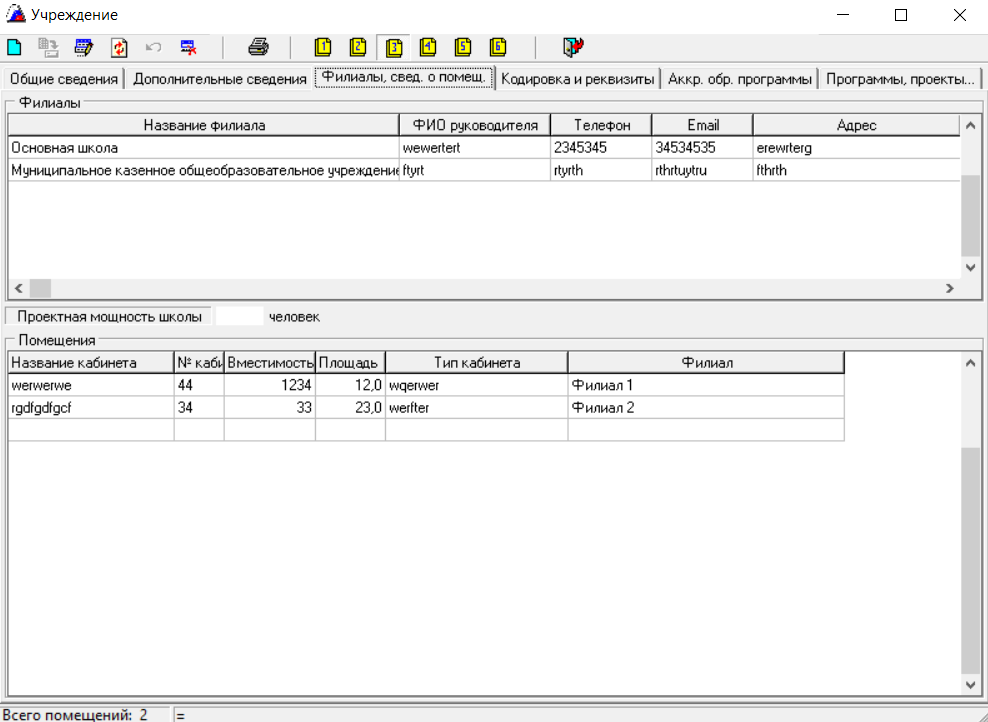 Учреждение
1 2 3 4 5 6
Общие сведения Дополнительные сведения Филиалы, свед. о помещ. Кодировка и реквизиты Аккр. обр. программы Программы, проекты...
Филиалы
Название филиала ФИО руководителя Телефон Email Адрес
Основная школа wewertert 2345345 34534535 erewrterg
Муниципальное казенное общеобразовательное учреждение ftyrt rtyrth rthrtuytru fthrth
Проектная мощность школы человек
Помещения
Название кабинета № каби Вместимость Площадь Тип кабинета Филиал
werwerwe 44 1234 12,0 wqerwer Филиал 1
rgdfgdfgcf 34 33 23,0 werfter Филиал 2
Всего помещений: 2 =